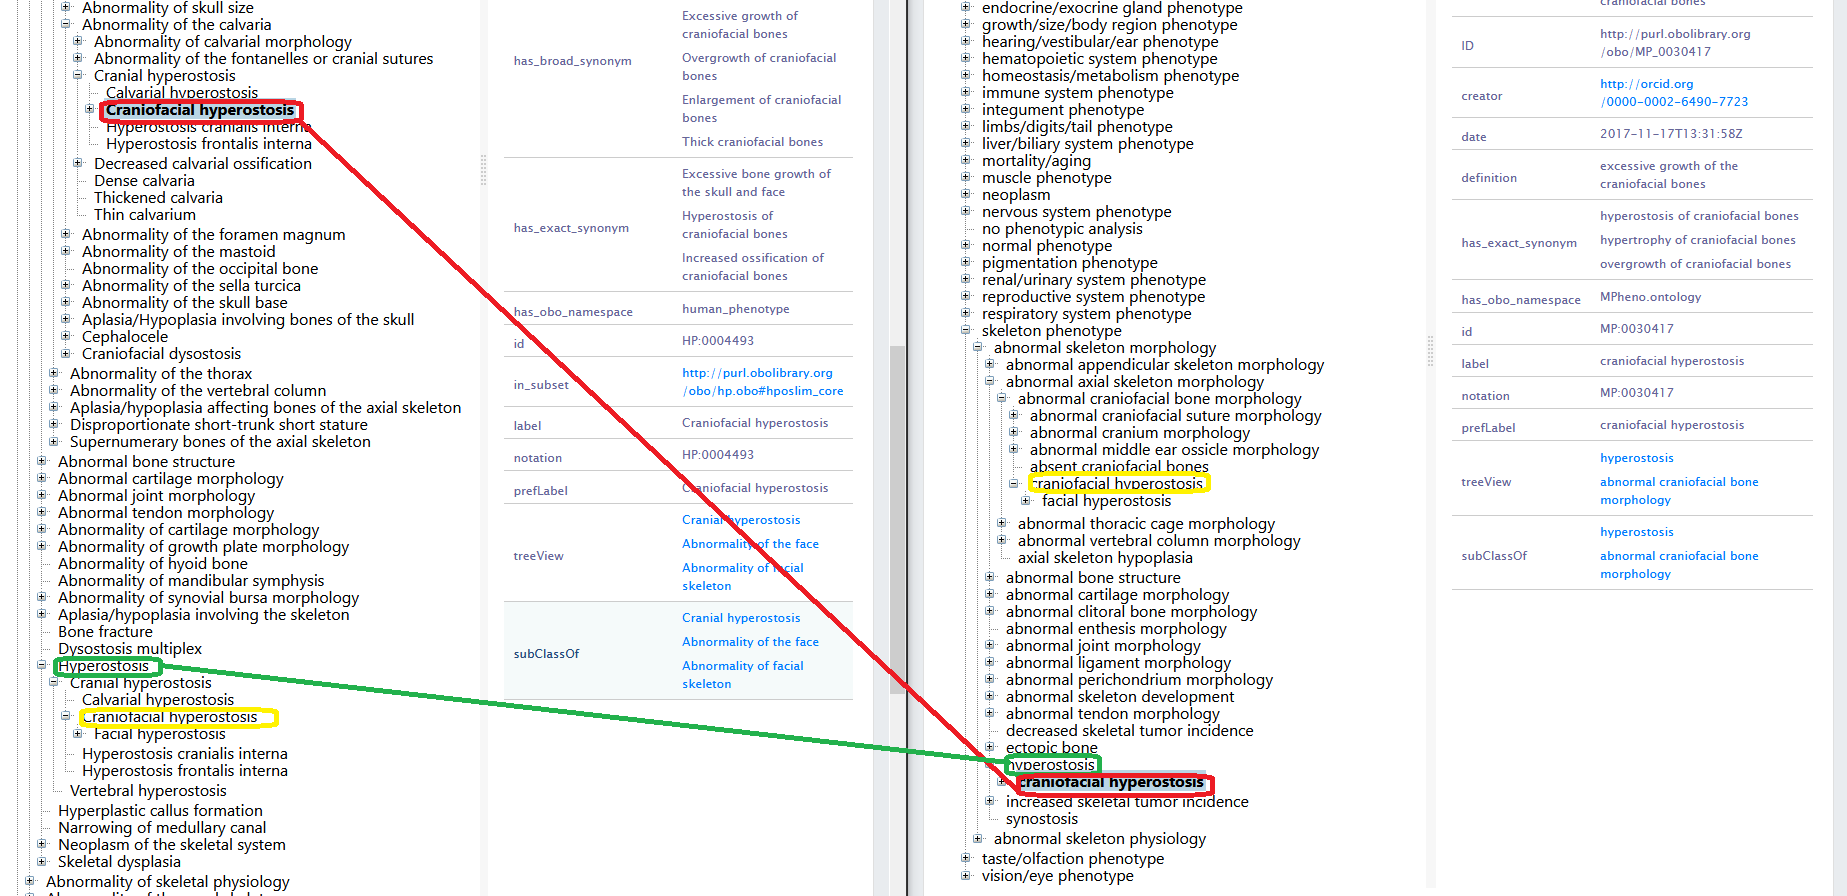 Abnormality of skull size
Abnormality of the calvaria
Abnormality of calvarial morphology
Abnormality of the fontanelles or cranial sutures
Cranial hyperostosis
Calvarial hyperostosis
Craniofacial hyperostosis
Hyperostosis cranialis interna
Hyperostosis frontalis interna
Decreased calvarial ossification
Dense calvaria
Thickened calvaria
Thin calvarium
Abnormality of the foramen magnum
Abnormality of the mastoid
Abnormality of the occipital bone
Abnormality of the sella turcica
Abnormality of the skull base
Aplasia/Hypoplasia involving bones of the skull
Cephalocele
Craniofacial dysostosis
Abnormality of the thorax
Abnormality of the vertebral column
Aplasia/hypoplasia affecting bones of the axial skeleton
Disproportionate short-trunk short stature
Supernumerary bones of the axial skeleton
Abnormal bone structure
Abnormal cartilage morphology
Abnormal joint morphology
Abnormal tendon morphology
Abnormality of cartilage morphology
Abnormality of growth plate morphology
Abnormality of hyoid bone
Abnormality of mandibular symphysis
Abnormality of synovial bursa morphology
Aplasia/hypoplasia involving the skeleton
Bone fracture
Dysostosis multiplex
Hyperostosis
Cranial hyperostosis
Calvarial hyperostosis
Craniofacial hyperostosis
Facial hyperostosis
Hyperostosis cranialis interna
Hyperostosis frontalis interna
Vertebral hyperostosis
Hyperplastic callus formation
Narrowing of medullary canal
Neoplasm of the skeletal system
Skeletal dysplasia
Abnormality of skeletal physiology
has_broad_synonym
Excessive growth of
craniofacial bones
Overgrowth of craniofacial
bones
Enlargement of craniofacial
bones
Thick craniofacial bones
has_exact_synonym
Excessive bone growth of
the skull and face
Hyperostosis of
craniofacial bones
Increased ossification of
craniofacial bones
has_obo_namespace
human_phenotype
id
HP:0004493
in_subset
http://purl.obolibrary.org
/obo/hp.obo#hposlim_core
label
Craniofacial hyperostosis
notation
HP:0004493
prefLabel
Craniofacial hyperostosis
treeView
Cranial hyperostosis
Abnormality of the face
Abnormality of facial
skeleton
subClassOf
Cranial hyperostosis
Abnormality of the face
Abnormality of facial
skeleton
endocrine/exocrine gland phenotype
growth/size/body region phenotype
hearing/vestibular/ear phenotype
hematopoietic system phenotype
homeostasis/metabolism phenotype
immune system phenotype
integument phenotype
limbs/digits/tail phenotype
liver/biliary system phenotype
mortality/aging
muscle phenotype
neoplasm
nervous system phenotype
no phenotypic analysis
normal phenotype
pigmentation phenotype
renal/urinary system phenotype
reproductive system phenotype
respiratory system phenotype
skeleton phenotype
abnormal skeleton morphology
abnormal appendicular skeleton morphology
abnormal axial skeleton morphology
abnormal craniofacial bone morphology
abnormal craniofacial suture morphology
abnormal cranium morphology
abnormal middle ear ossicle morphology
absent craniofacial bones
craniofacial hyperostosis
facial hyperostosis
abnormal thoracic cage morphology
abnormal vertebral column morphology
axial skeleton hypoplasia
abnormal bone structure
abnormal cartilage morphology
abnormal clitoral bone morphology
abnormal enthesis morphology
abnormal joint morphology
abnormal ligament morphology
abnormal perichondrium morphology
abnormal skeleton development
abnormal tendon morphology
decreased skeletal tumor incidence
ectopic bone
hyperostosis
craniofacial hyperostosis
increased skeletal tumor incidence
synostosis
abnormal skeleton physiology
taste/olfaction phenotype
vision/eye phenotype
craniofacial bones
ID
http://purl.obolibrary.org
/obo/MP_0030417
creator
http://orcid.org
/0000-0002-6490-7723
date
2017-11-17T13:31:58Z
definition
excessive growth of the
craniofacial bones
has_exact_synonym
hyperostosis of craniofacial bones
hypertrophy of craniofacial bones
overgrowth of craniofacial bones
has_obo_namespace
MPheno.ontology
id
MP:0030417
label
craniofacial hyperostosis
notation
MP:0030417
prefLabel
craniofacial hyperostosis
treeView
hyperostosis
abnormal craniofacial bone
morphology
subClassOf
hyperostosis
abnormal craniofacial bone
morphology